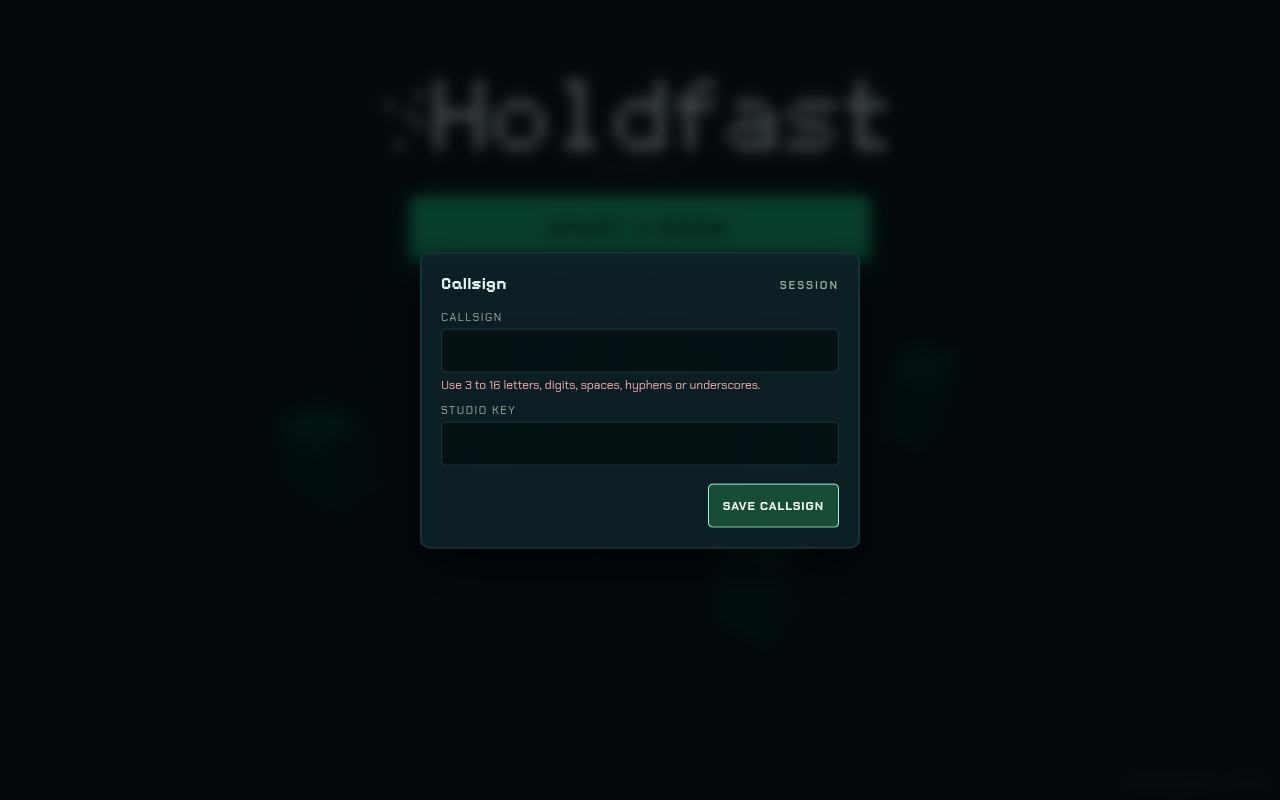 Holdfast
Callsign
SESSION
CALLSIGN
Use 3 to 16 letters, digits, spaces, hyphens or underscores.
STUDIO KEY
SAVE CALLSIGN